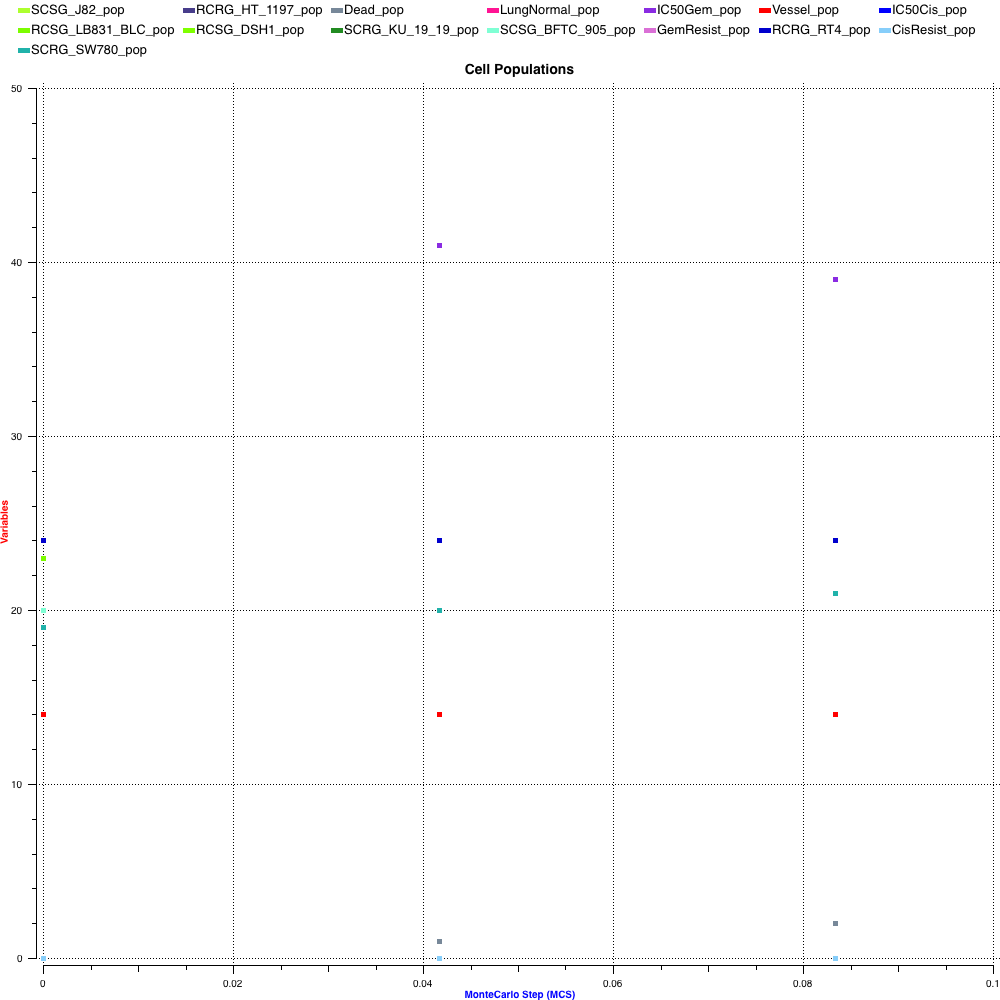 SCSG_J82_pop RCRG_HT_1197_pop Dead_pop LungNormal_pop IC50Gem_pop Vessel_pop IC50Cis_pop
RCSG_LB831_BLC_pop RCSG_DSH1_pop SCRG_KU_19_19_pop SCSG_BFTC_905_pop GemResist_pop RCRG_RT4_pop CisResist_pop
SCRG_SW780_pop
Cell Populations
50
40
30
Variables
20
10
0
0 0.02 0.04 0.06 0.08 0.1
MonteCarlo Step (MCS)